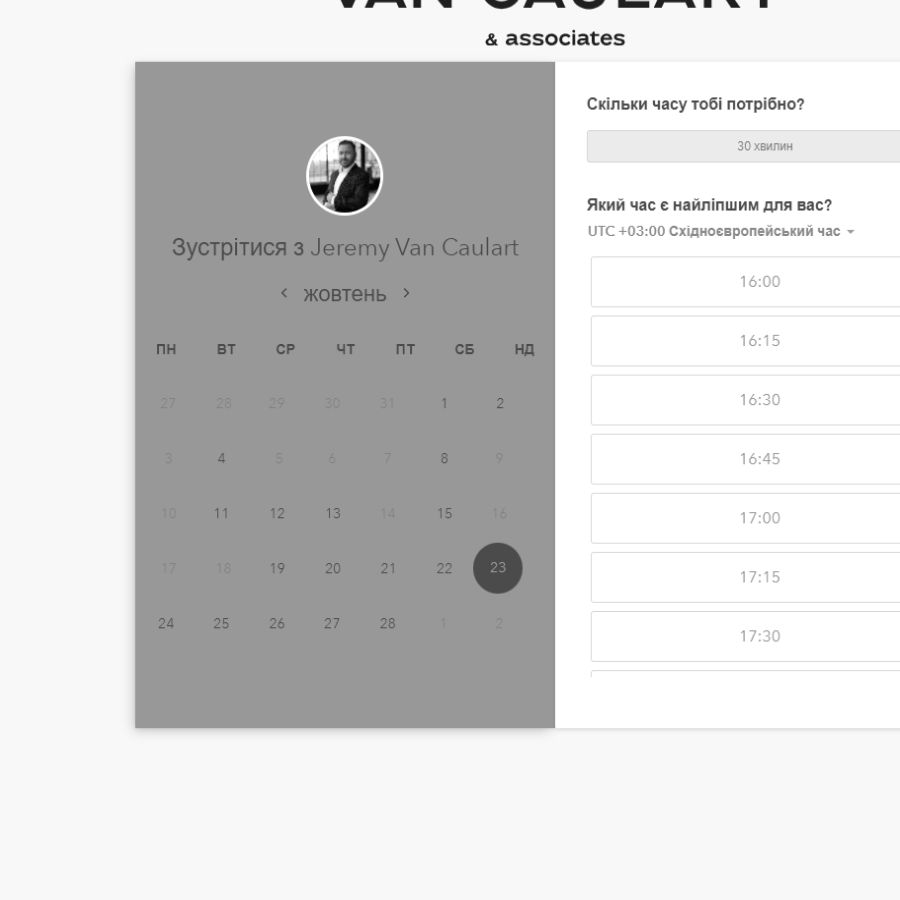 VAN CAULART
& associates
Зустрітися з Jeremy Van Caulart
жовтень
ПН ВТ СР ЧТ ПТ СБ НД
27 28 29 30 31 1 2
3 4 5 6 7 8 9
10 11 12 13 14 15 16
17 18 19 20 21 22 23
24 25 26 27 28 1 2
Скільки часу тобі потрібно?
30 хвилин
Який час є найліпшим для вас?
UTC +03:00 Східноєвропейський час
16:00
16:15
16:30
16:45
17:00
17:15
17:30